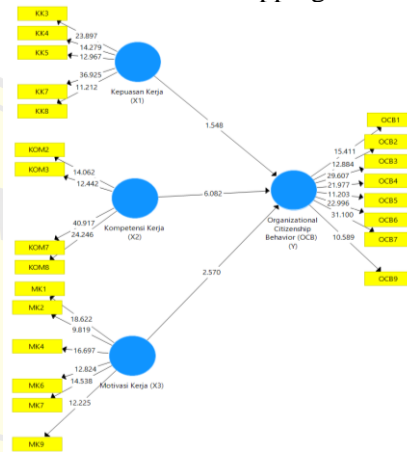 KK3
KK4
KK5
KK7
KK8
23.897
14.279
12.967
36.925
11.212
Kepuasan Kerja
(X1)
1.548
KOM2
KOM3
KOM7
KOM8
14.062
12.442
40.917
24.246
Kompetensi Kerja
(X2)
6.082
MK1
MK2
MK4
MK6
MK7
MK9
18.622
9.819
16.697
12.824
14.538
12.225
Motivasi Kerja (X3)
2.570
Organizational
Citizenship
Behavior (OCB)
(Y)
15.411
12.884
29.607
21.977
11.203
22.996
31.100
10.589
OCB1
OCB2
OCB3
OCB4
OCB5
OCB6
OCB7
OCB9